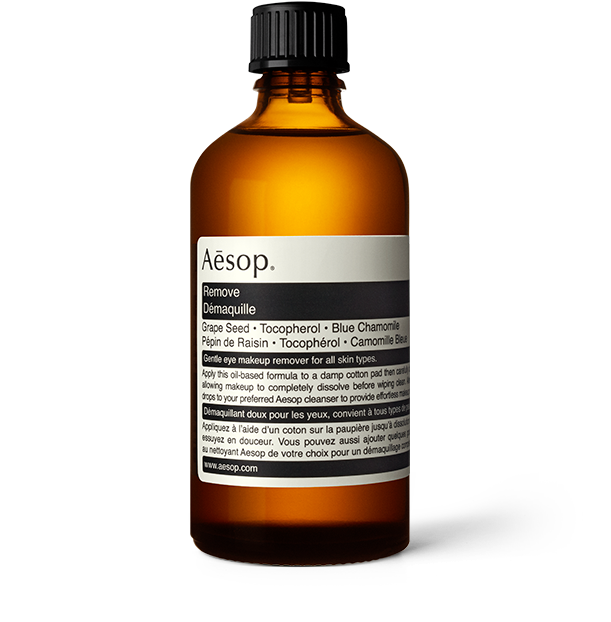 Aēsop®
Remove
Démaquille
Grape Seed • Tocopherol • Blue Chamomile
Pépin de Raisin • Tocophérol • Camomille Bleue
Gentle eye makeup remover for all skin types.
Apply this oil-based formula to a damp cotton pad then
allowing makeup to completely dissolve before wiping clean.
drops to your preferred Aesop cleanser to provide effortless
Démaquillant doux pour les yeux, convient à tous types de
Appliquez à l'aide d'un coton sur la paupière jusqu'à
essuyez en douceur. Vous pouvez aussi ajouter quelques
au nettoyant Aesop de votre choix pour un démaquillage
www.aesop.com